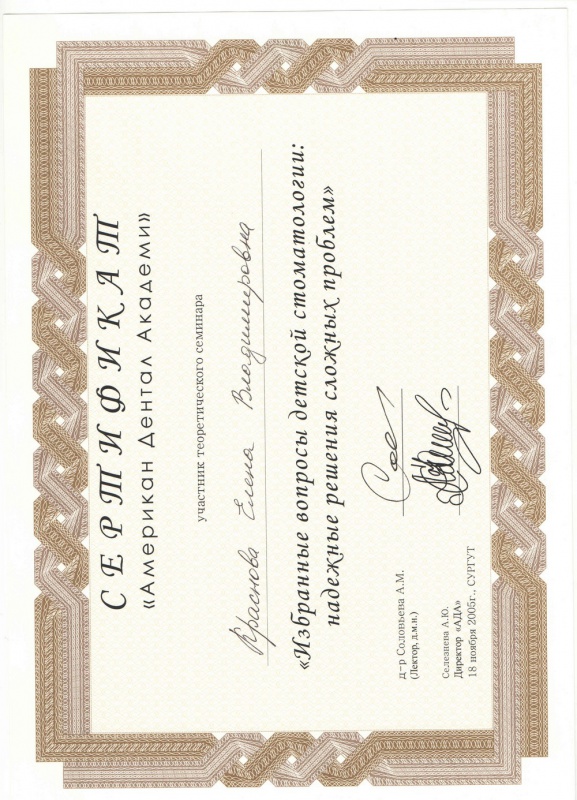 СЕРТИФИКАТ
«Американ Дентал Академи»
участник теоретического семинара
Краснова Елена Владимировна
«Избранные вопросы детской стоматологии:
надежные решения сложных проблем»
д-р Соловьева А.М.
(Лектор, д.м.н.)
Селезнева А.Ю.
Директор «АДА»
18 ноября 2005г., СУРГУТ